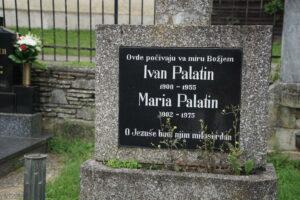 Ovde počivaju va miru Božjem
Ivan Palatin
1900 - 1955
Maria Palatin
1902 - 1975
O Jezuše budi njim milosrdan